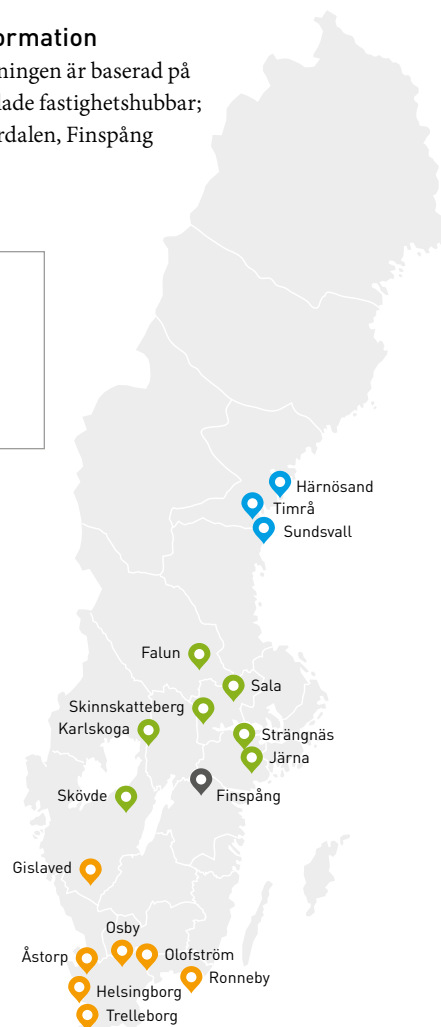 ormation
ningen är baserad på
lade fastighetshubbar;
rdalen, Finspång
Härnösand
Timrå
Sundsvall
Falun
Sala
Skinnskatteberg
Karlskoga
Strängnäs
Järna
Skövde
Finspång
Gislaved
Osby
Åstorp
Olofström
Ronneby
Helsingborg
Trelleborg